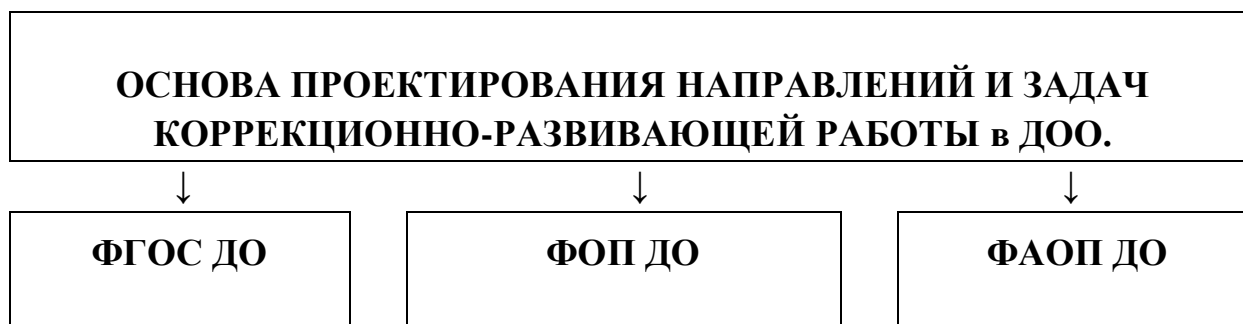 ОСНОВА ПРОЕКТИРОВАНИЯ НАПРАВЛЕНИЙ И ЗАДАЧ
КОРРЕКЦИОННО-РАЗВИВАЮЩЕЙ РАБОТЫ в ДОО.
↓ ↓ ↓
ФГОС ДО
ФОП ДО
ФАОП ДО